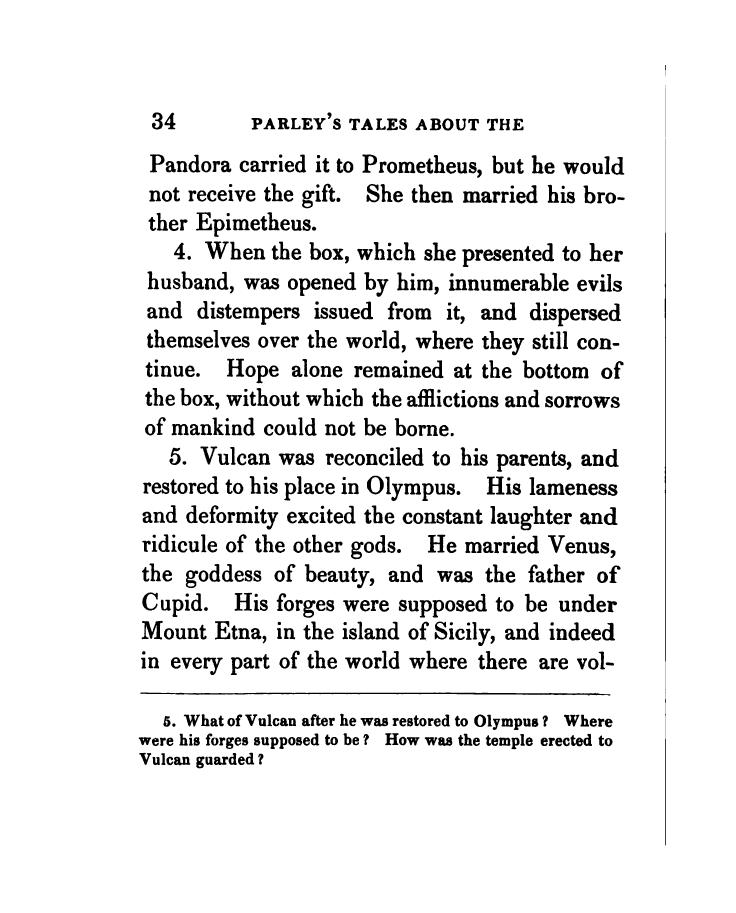 34 PARLEY'S TALES ABOUT THE
Pandora carried it to Prometheus, but he would
not receive the gift. She then married his bro-
ther Epimetheus.
4. When the box, which she presented to her
husband, was opened by him, innumerable evils
and distempers issued from it, and dispersed
themselves over the world, where they still con-
tinue. Hope alone remained at the bottom of
the box, without which the afflictions and sorrows
of mankind could not be borne.
5. Vulcan was reconciled to his parents, and
restored to his place in Olympus. His lameness
and deformity excited the constant laughter and
ridicule of the other gods. He married Venus,
the goddess of beauty, and was the father of
Cupid. His forges were supposed to be under
Mount Etna, in the island of Sicily, and indeed
in every part of the world where there are vol-
5. What of Vulcan after he was restored to Olympus? Where
were his forges supposed to be? How was the temple erected to
Vulcan guarded?